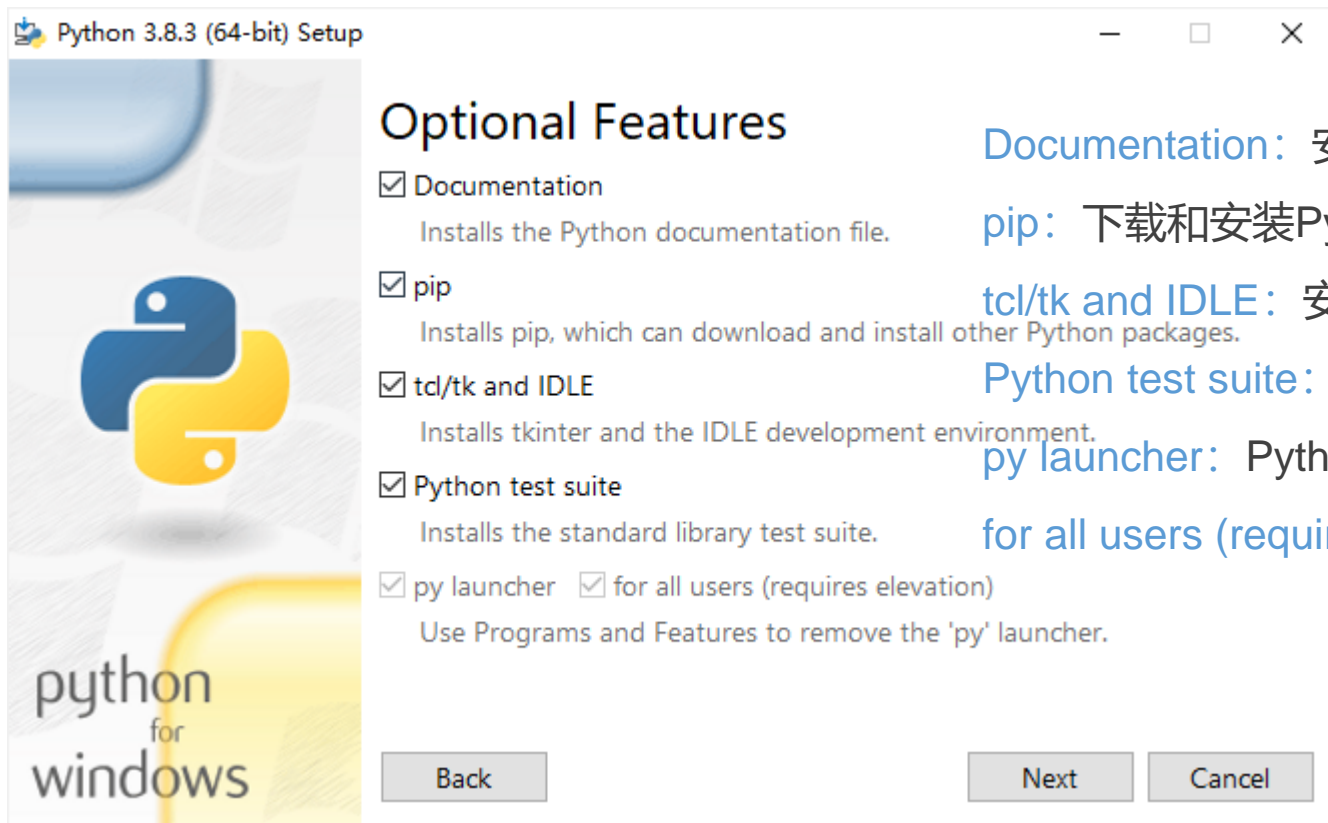 Python 3.8.3 (64-bit) Setup
Optional Features
Documentation
Installs the Python documentation file.
pip
Installs pip, which can download and install other Python packages.
tcl/tk and IDLE
Installs tkinter and the IDLE development environment.
Python test suite
Installs the standard library test suite.
py launcher for all users (requires elevation)
Use Programs and Features to remove the 'py' launcher.
Documentation：安
pip：下载和安装Py
tcl/tk and IDLE：安
Python test suite：
py launcher：Pyth
for all users (requi
python
for
windows
Back Next Cancel